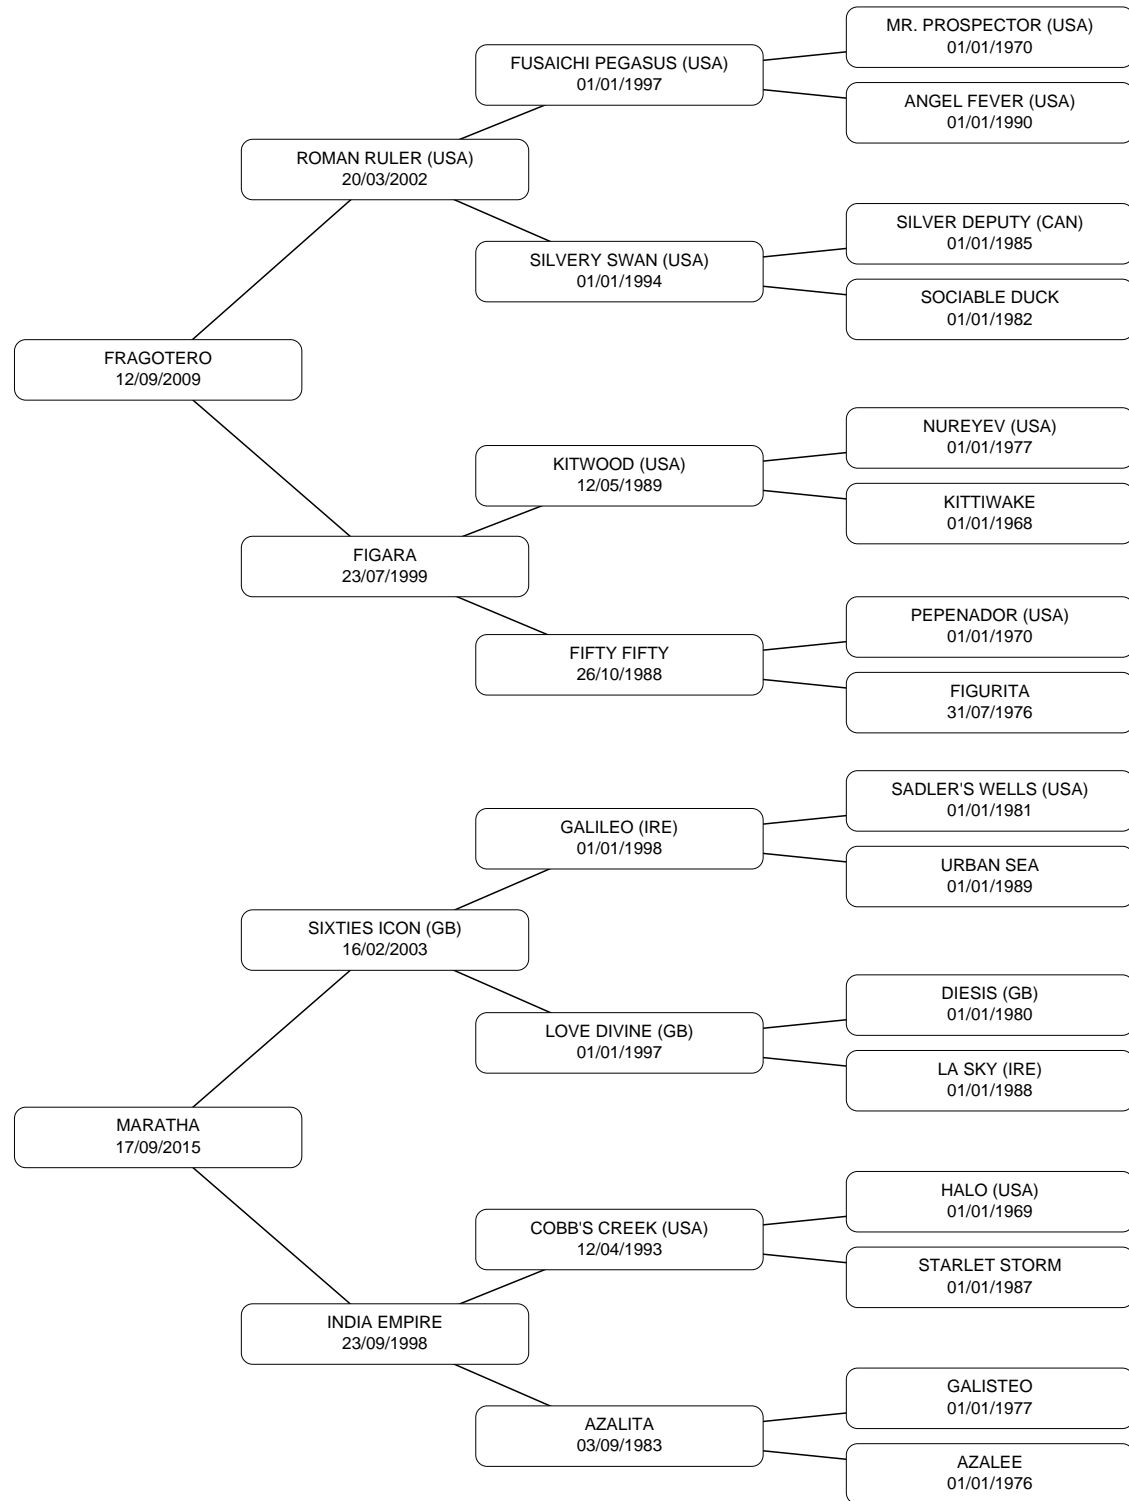 MR. PROSPECTOR (USA)
01/01/1970
FUSAICHI PEGASUS (USA)
01/01/1997
ANGEL FEVER (USA)
01/01/1990
ROMAN RULER (USA)
20/03/2002
SILVER DEPUTY (CAN)
01/01/1985
SILVERY SWAN (USA)
01/01/1994
SOCIABLE DUCK
01/01/1982
FRAGOTERO
12/09/2009
NUREYEV (USA)
01/01/1977
KITWOOD (USA)
12/05/1989
KITTIWAKE
01/01/1968
FIGARA
23/07/1999
PEPENADOR (USA)
01/01/1970
FIFTY FIFTY
26/10/1988
FIGURITA
31/07/1976
SADLER'S WELLS (USA)
01/01/1981
GALILEO (IRE)
01/01/1998
URBAN SEA
01/01/1989
SIXTIES ICON (GB)
16/02/2003
DIESIS (GB)
01/01/1980
LOVE DIVINE (GB)
01/01/1997
LA SKY (IRE)
01/01/1988
MARATHA
17/09/2015
HALO (USA)
01/01/1969
COBB'S CREEK (USA)
12/04/1993
STARLET STORM
01/01/1987
INDIA EMPIRE
23/09/1998
GALISTEO
01/01/1977
AZALITA
03/09/1983
AZALEE
01/01/1976